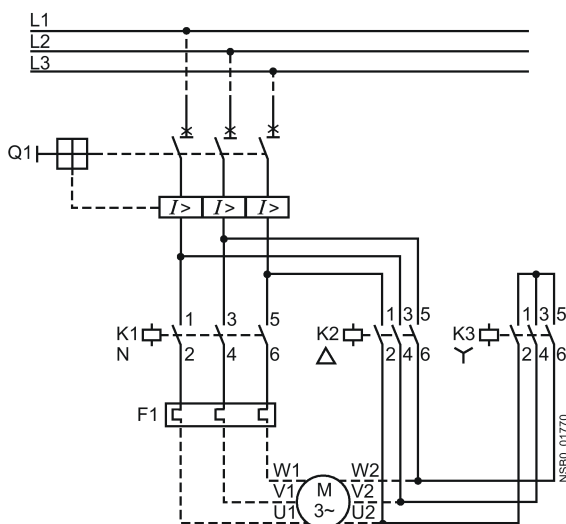 L1
L2
L3
Q1
I> I> I>
1 3 5 1 3 5 1 3 5
K1 K2 K3
N
2 4 6 2 4 6 2 4 6
F1
W1 W2
V1 M V2
U1 3~ U2
NSB0_01770